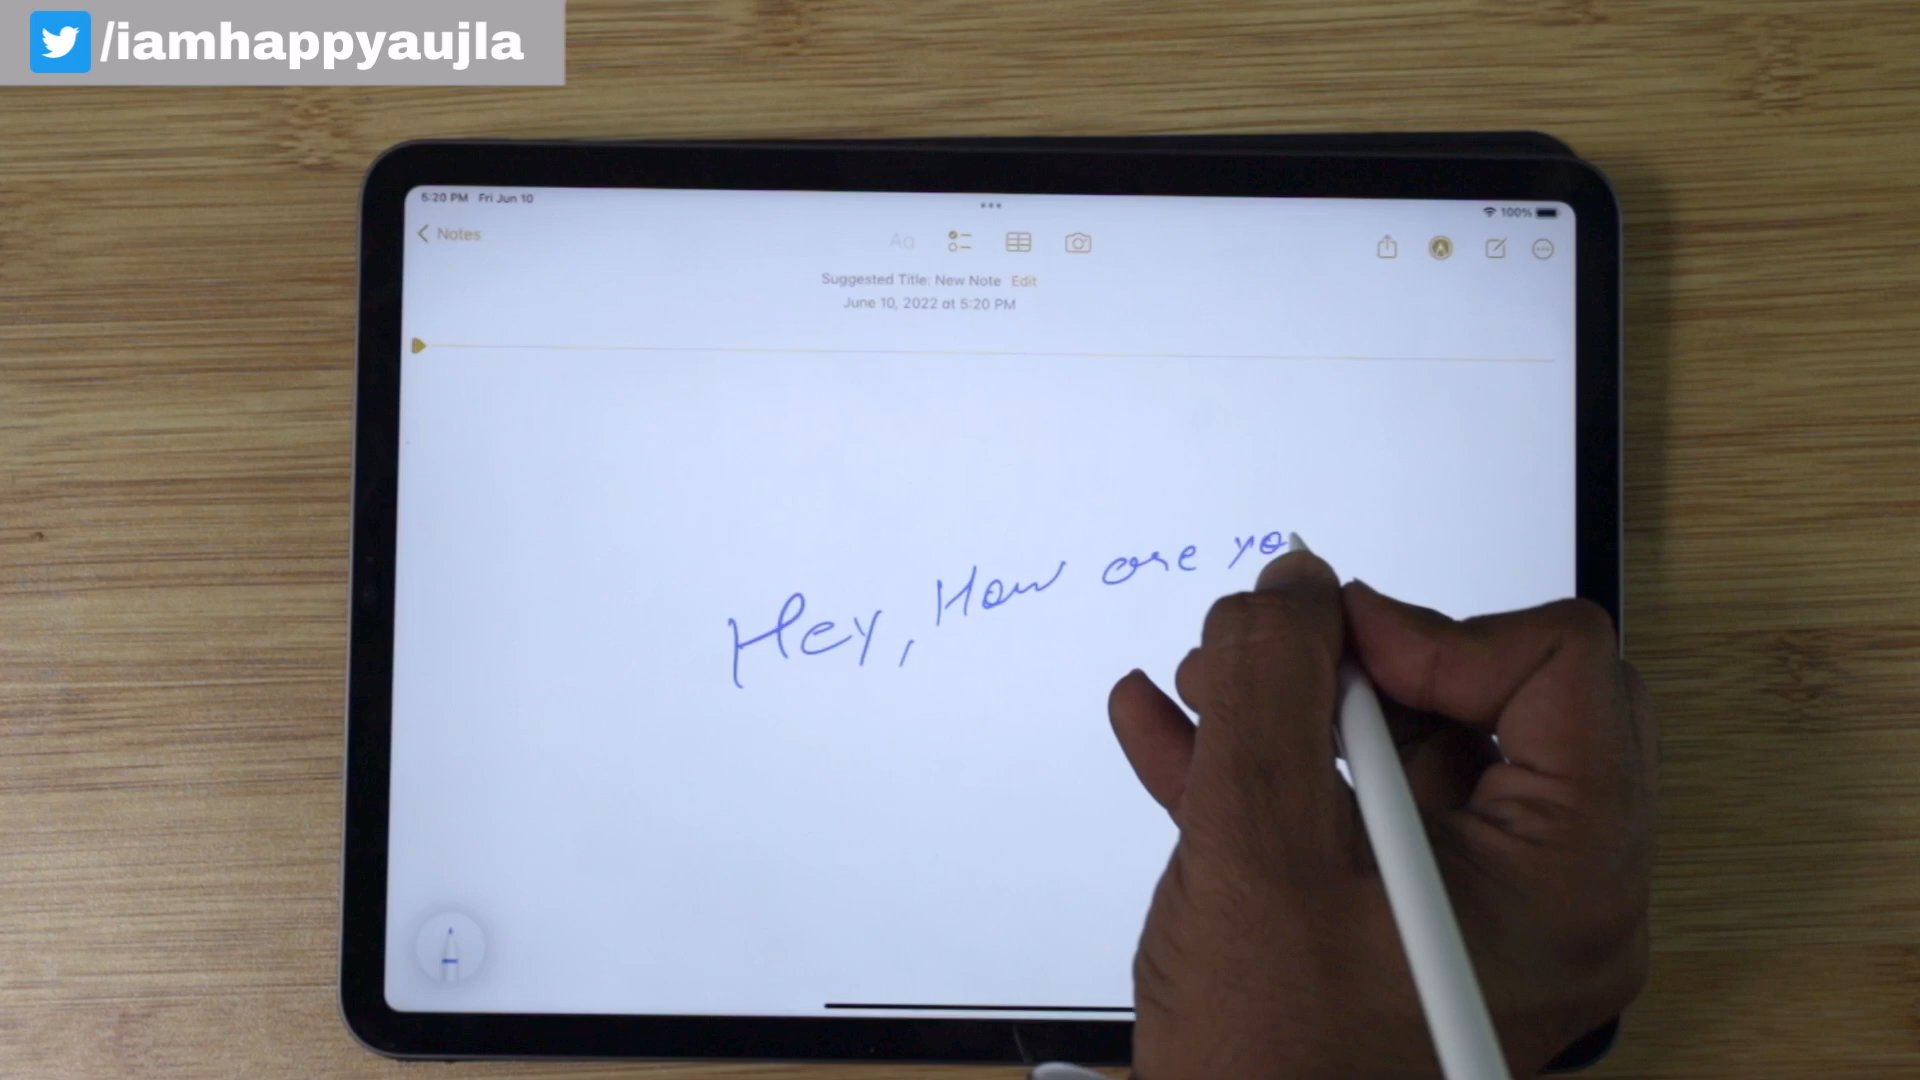 /iamhappyaujla
5:20 PM Fri Jun 10
100%
Notes
Aa
Suggested Title: New Note Edit
June 10, 2022 at 5:20 PM
Hey, How are yo